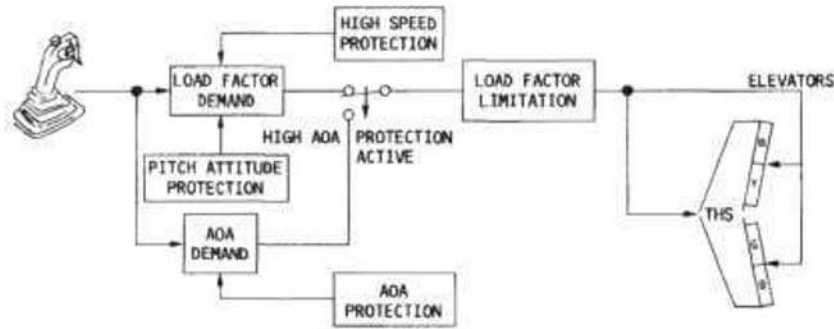 HIGH SPEED
PROTECTION
LOAD FACTOR
DEMAND
LOAD FACTOR
LIMITATION
ELEVATORS
HIGH AOA
PROTECTION
ACTIVE
PITCH ATTITUDE
PROTECTION
B
Y
THS
G
B
AOA
DEMAND
AOA
PROTECTION